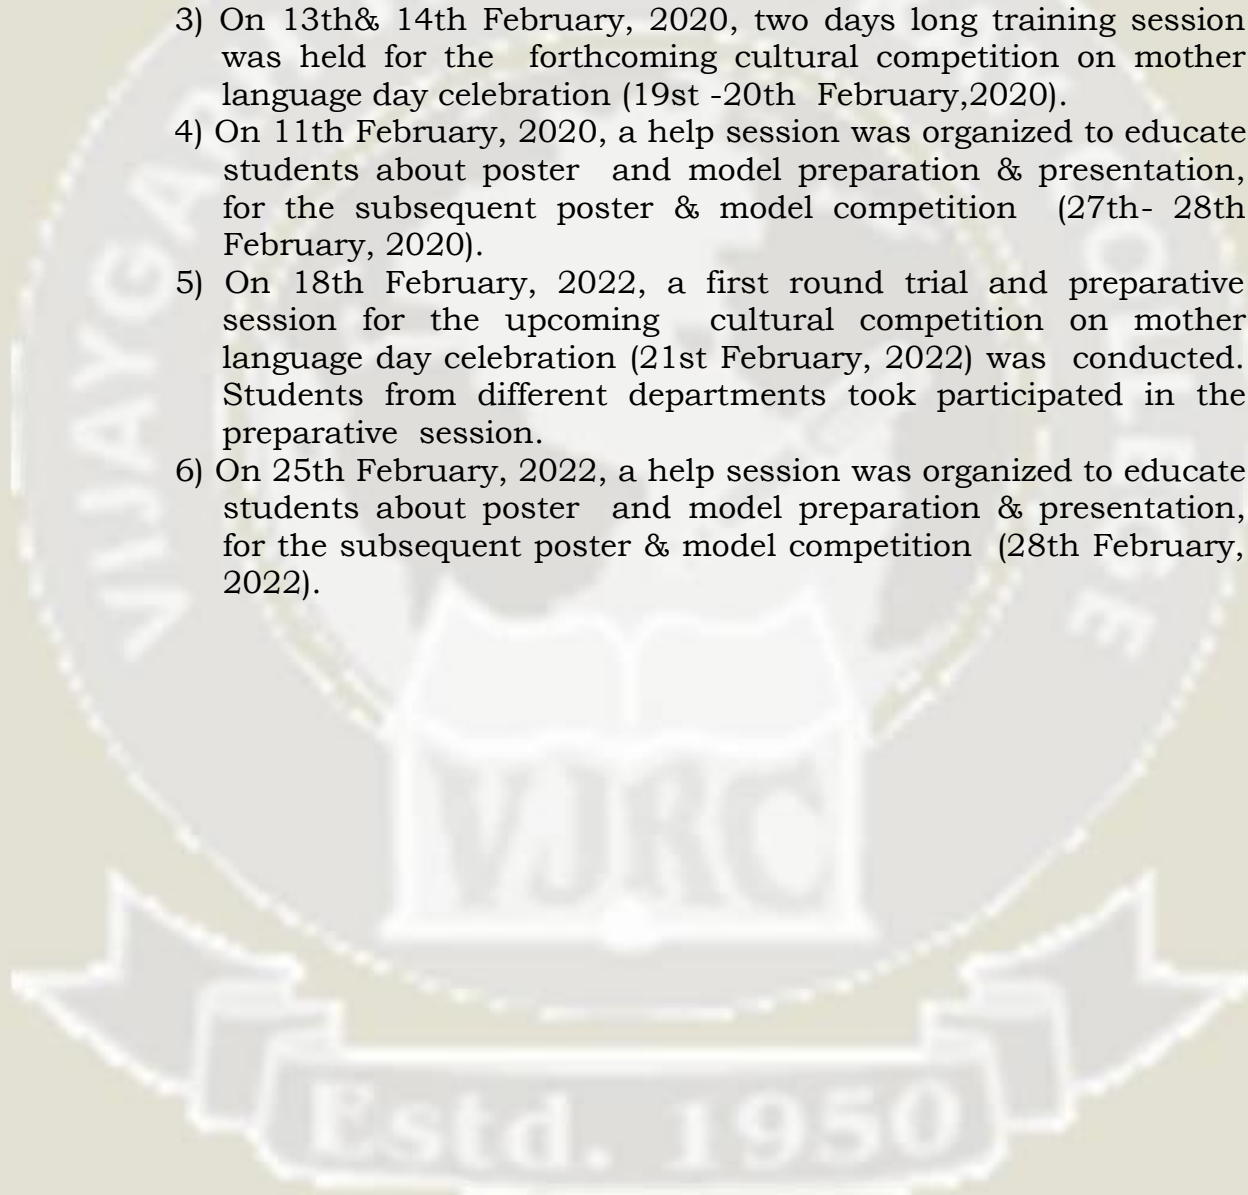 3) On 13th& 14th February, 2020, two days long training session
was held for the forthcoming cultural competition on mother
language day celebration (19st -20th February,2020).
4) On 11th February, 2020, a help session was organized to educate
students about poster and model preparation & presentation,
for the subsequent poster & model competition (27th- 28th
February, 2020).
5) On 18th February, 2022, a first round trial and preparative
session for the upcoming cultural competition on mother
language day celebration (21st February, 2022) was conducted.
Students from different departments took participated in the
preparative session.
6) On 25th February, 2022, a help session was organized to educate
students about poster and model preparation & presentation,
for the subsequent poster & model competition (28th February,
2022).
VIJAYGAR
COLLEGE
VJRC
Estd. 1950